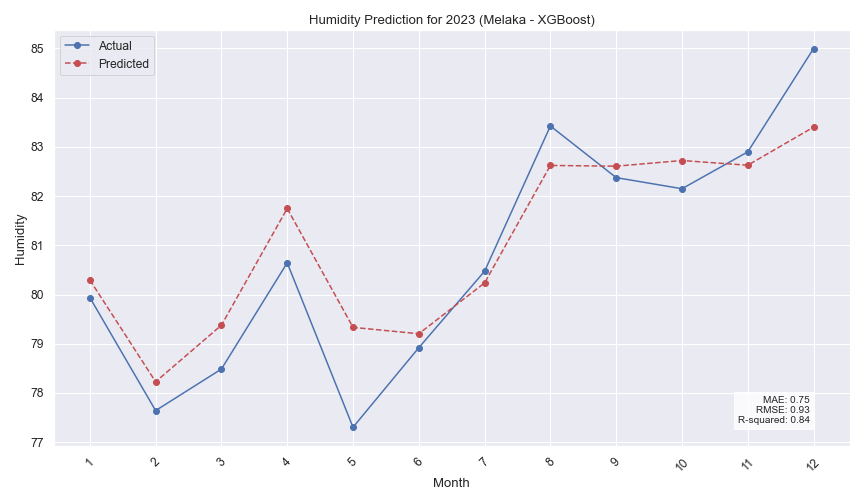 Humidity Prediction for 2023 (Melaka - XGBoost)
Actual
Predicted
85
84
83
82
81
80
79
78
77
Humidity
MAE: 0.75
RMSE: 0.93
R-squared: 0.84
1
2
3
4
5
6
7
8
9
10
11
12
Month